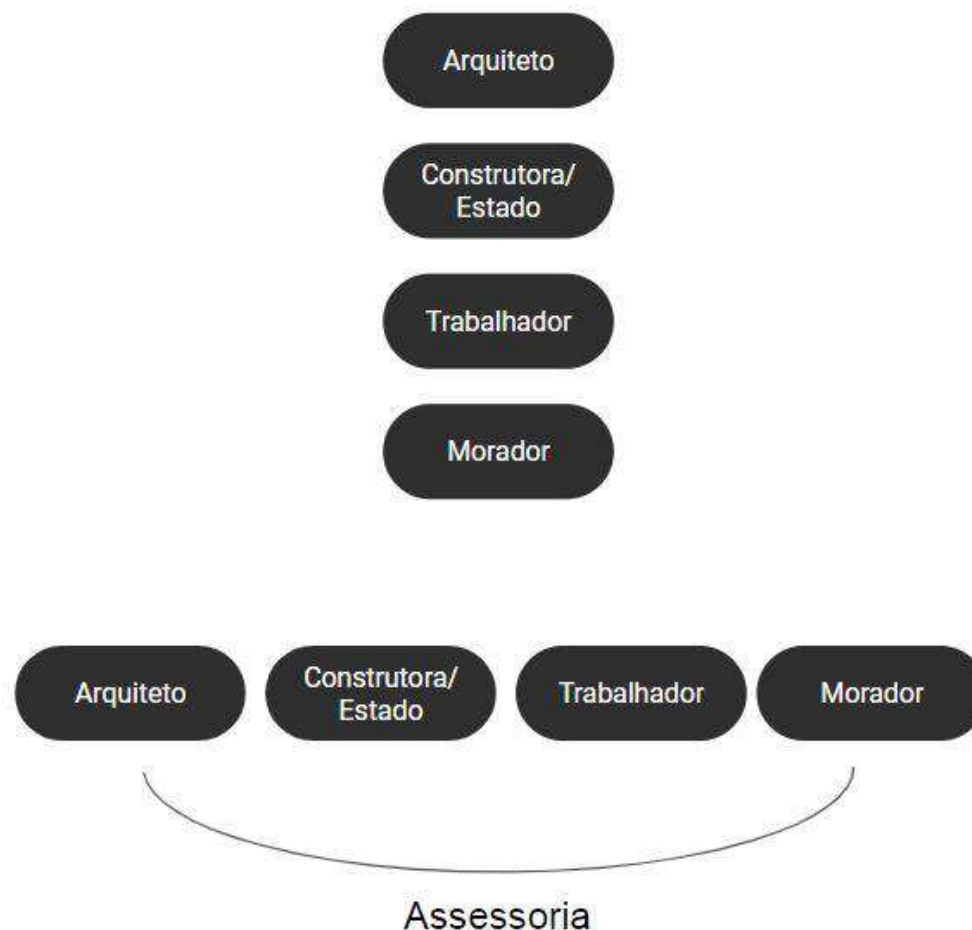 Arquiteto
Construtora/
Estado
Trabalhador
Morador
Arquiteto
Construtora/
Estado
Trabalhador
Morador
Assessoria